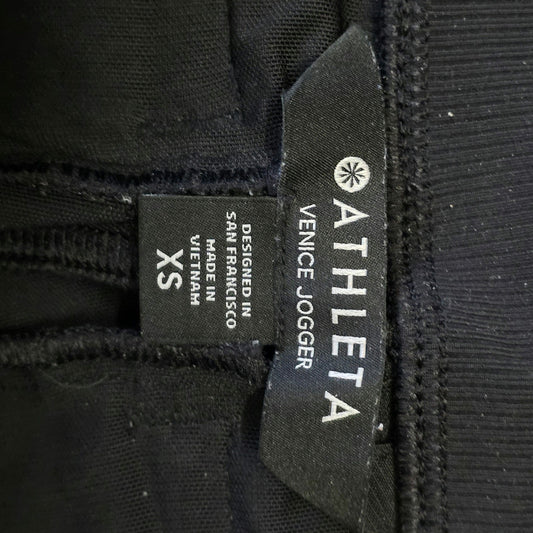 ATHLETA
VENICE JOGGER
DESIGNED IN
SAN FRANCISCO
MADE IN
VIETNAM
XS